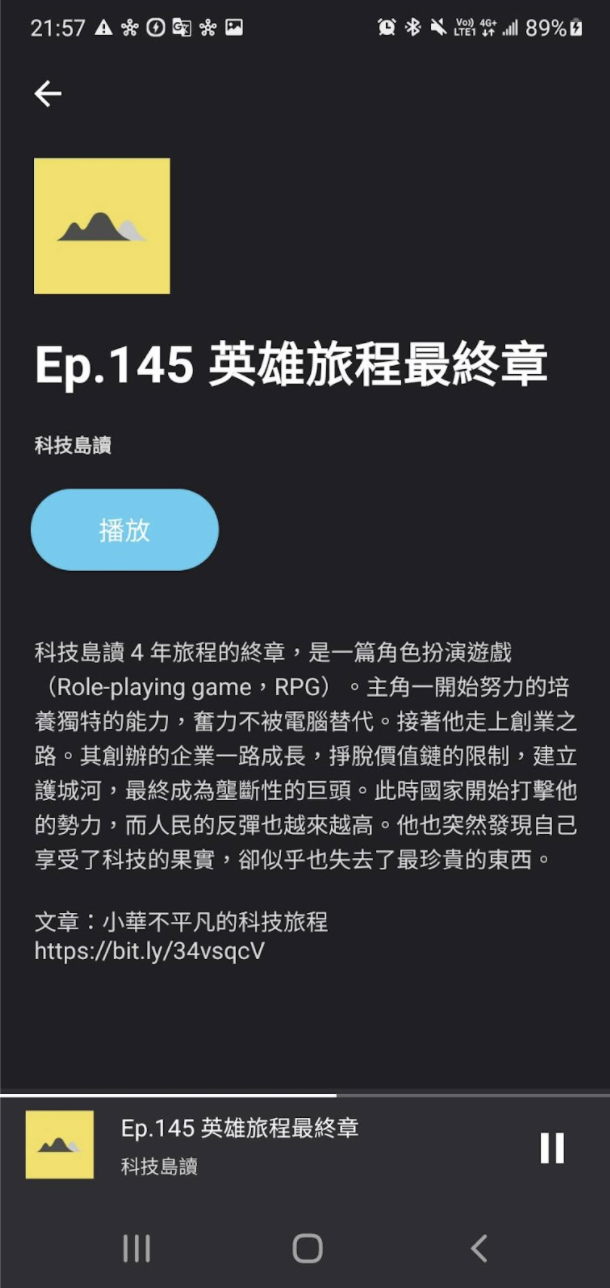 21:57
Vo)) 4G+
LTE1
89%
Ep.145 英雄旅程最終章
科技島讀
播放
科技島讀 4 年旅程的終章，是一篇角色扮演遊戲
（Role-playing game，RPG）。主角一開始努力的培
養獨特的能力，奮力不被電腦替代。接著他走上創業之
路。其創辦的企業一路成長，掙脫價值鏈的限制，建立
護城河，最終成為壟斷性的巨頭。此時國家開始打擊他
的勢力，而人民的反彈也越來越高。他也突然發現自己
享受了科技的果實，卻似乎也失去了最珍貴的東西。
文章：小華不平凡的科技旅程
https://bit.ly/34vsqcV
Ep.145 英雄旅程最終章
科技島讀